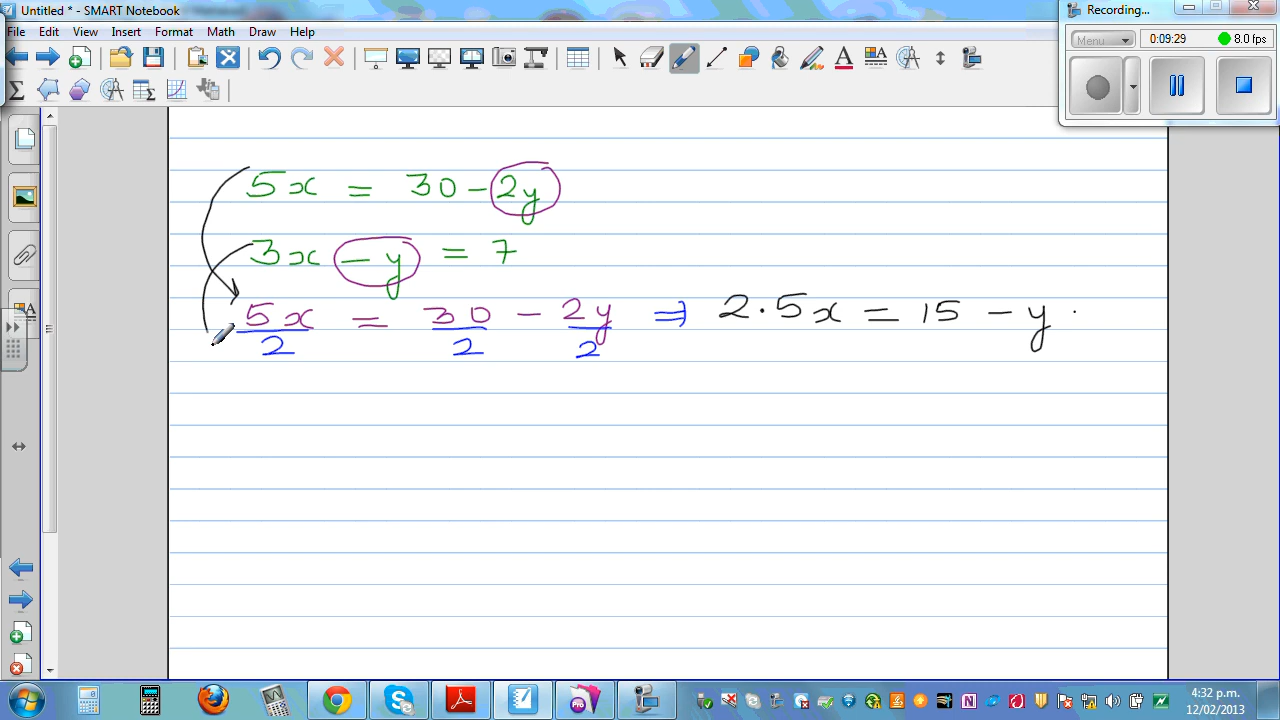 Untitled * - SMART Notebook
Recording...
File Edit View Insert Format Math Draw Help
Menu 0:09:29 8.0 fps
5x = 30 - 2y
3x - y = 7
5x/2 = 30/2 - 2y/2 ⇒ 2.5x = 15 - y
4:32 p.m.
12/02/2013